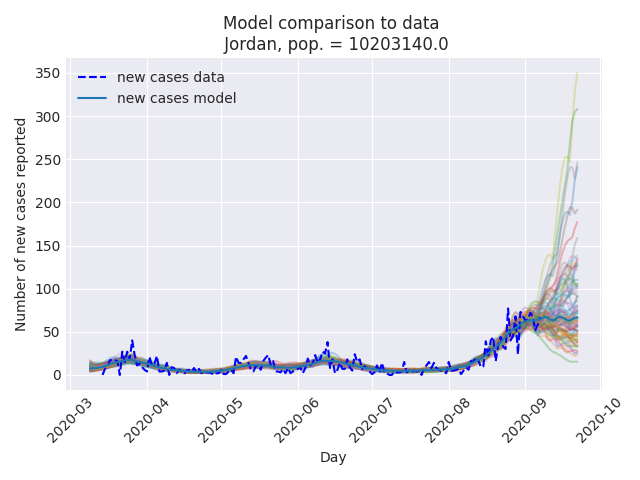 Model comparison to data
Jordan, pop. = 10203140.0
new cases data
new cases model
Number of new cases reported
350
300
250
200
150
100
50
0
2020-03
2020-04
2020-05
2020-06
2020-07
2020-08
2020-09
2020-10
Day